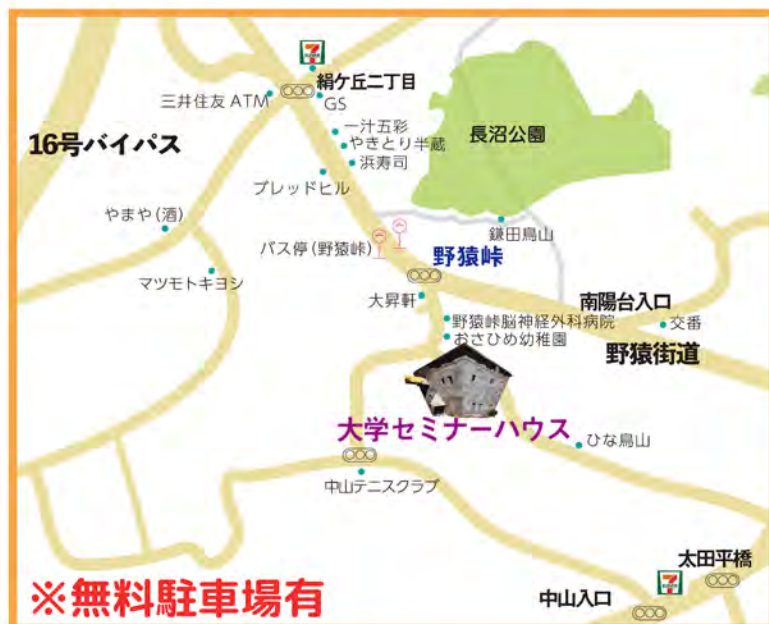 絹ケ丘二丁目
三井住友 ATM
GS
一汁五彩
やきとり半蔵
浜寿司
長沼公園
16号バイパス
ブレッドヒル
やまや(酒)
鎌田鳥山
バス停(野猿峠)
野猿峠
マツモトキヨシ
大昇軒
南陽台入口
野猿峠脳神経外科病院
交番
おさひめ幼稚園
野猿街道
大学セミナーハウス
ひな鳥山
中山テニスクラブ
太田平橋
※無料駐車場有
中山入口